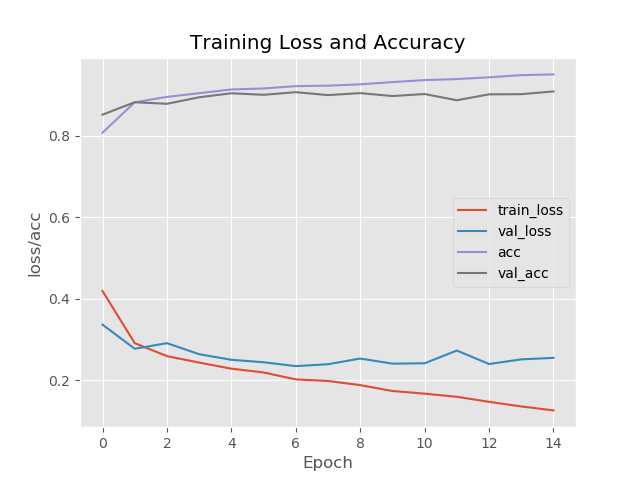 Training Loss and Accuracy
0.8
0.6
0.4
0.2
loss/acc
train_loss
val_loss
acc
val_acc
0 2 4 6 8 10 12 14
Epoch